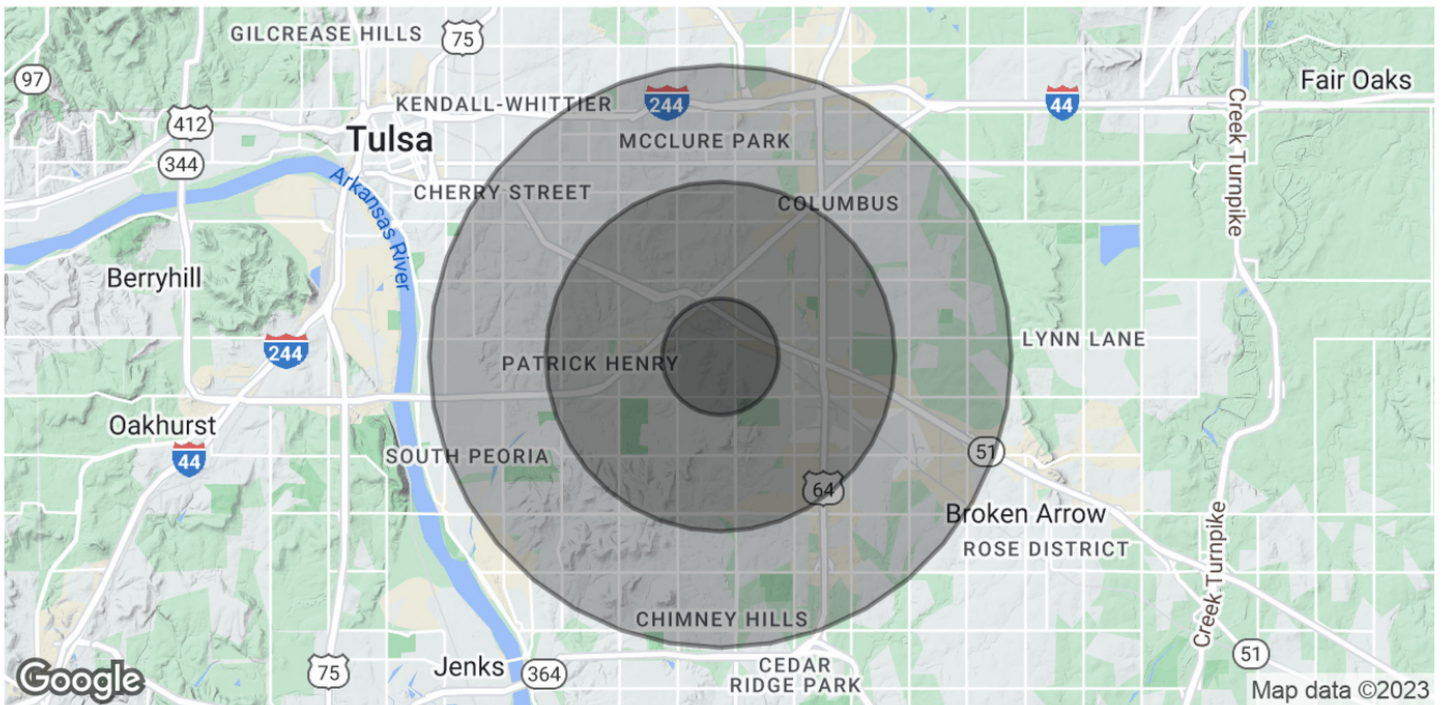 GILCREASE HILLS
75
97
Fair Oaks
KENDALL-WHITTIER
244
44
412
Tulsa
MCCLURE PARK
344
Creek Turnpike
Arkansas River
CHERRY STREET
COLUMBUS
Berryhill
LYNN LANE
244
PATRICK HENRY
Oakhurst
44
SOUTH PEORIA
51
64
Broken Arrow
ROSE DISTRICT
Creek Turnpike
CHIMNEY HILLS
51
75
Jenks
364
CEDAR
RIDGE PARK
Google
Map data ©2023